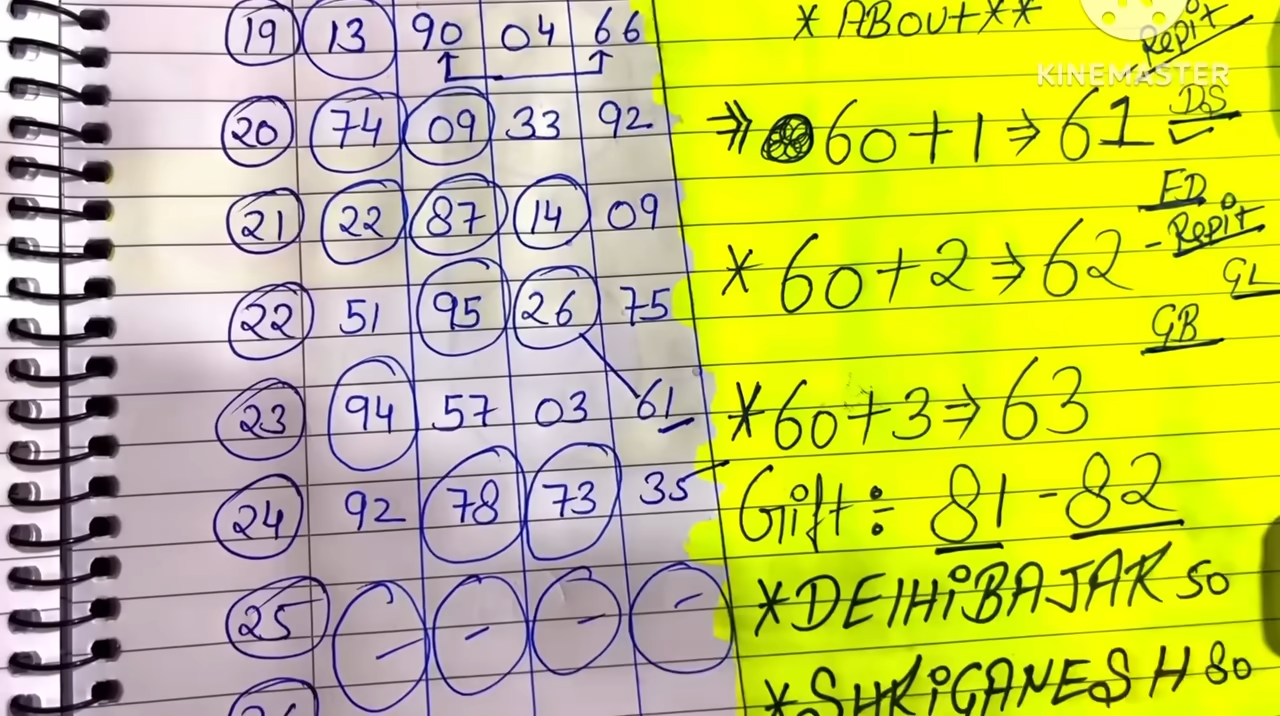 19 13 90 04 66
20 74 09 33 92
21 22 87 14 09
22 51 95 26 75
23 94 57 03 61
24 92 78 73 35
25 - - - -
* ABOUT **
Repit
KINEMASTER
60+1⇒61 DS
FD
* 60+2⇒62 - Repit
GL
GB
*60+3⇒63
Gift÷ 81-82
*DElHiBAJAR SO
*SHRiGANESH SO